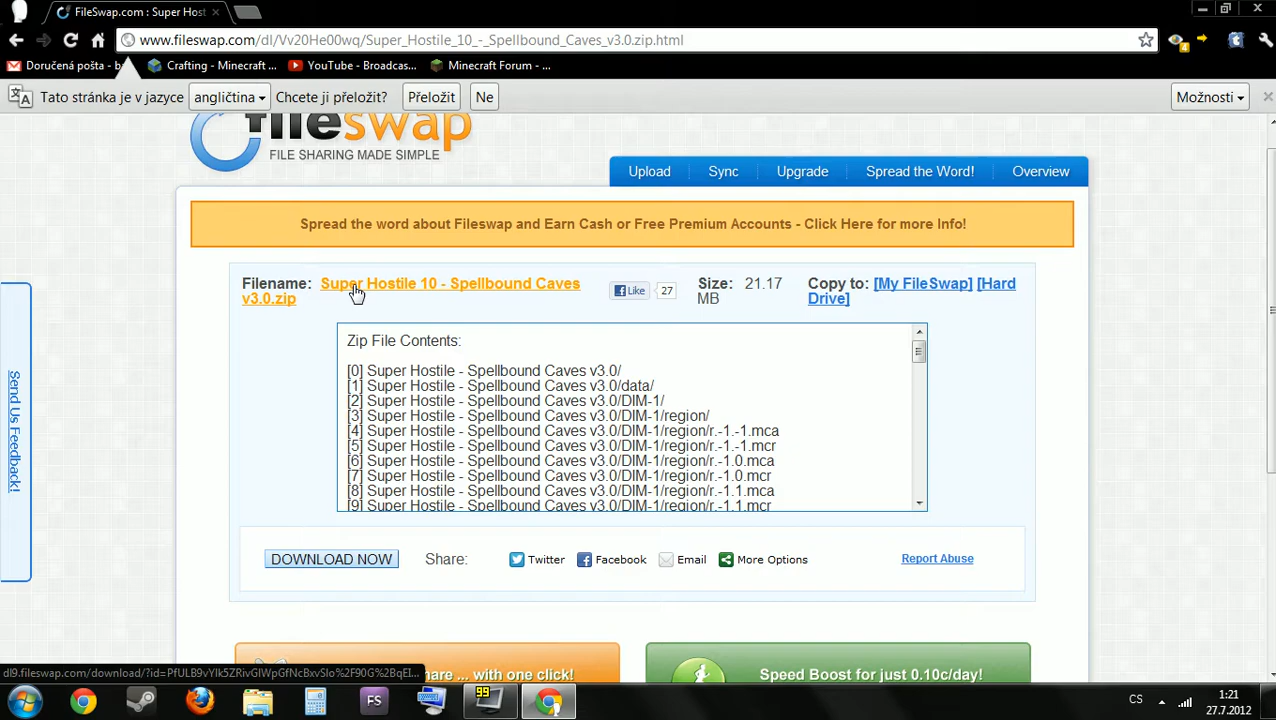 FileSwap.com : Super Host
www.fileswap.com/dl/Vv20He00wq/Super_Hostile_10_-_Spellbound_Caves_v3.0.zip.html
4
Doručená pošta - b
Crafting - Minecraft ...
YouTube - Broadcas...
Minecraft Forum - ...
Tato stránka je v jazyce angličtina Chcete ji přeložit? Přeložit Ne Možnosti
fileswap
FILE SHARING MADE SIMPLE
Upload Sync Upgrade Spread the Word! Overview
Spread the word about Fileswap and Earn Cash or Free Premium Accounts - Click Here for more Info!
Filename: Super Hostile 10 - Spellbound Caves
v3.0.zip
Like 27
Size: 21.17
MB
Copy to: [My FileSwap] [Hard
Drive]
Zip File Contents:
[0] Super Hostile - Spellbound Caves v3.0/
[1] Super Hostile - Spellbound Caves v3.0/data/
[2] Super Hostile - Spellbound Caves v3.0/DIM-1/
[3] Super Hostile - Spellbound Caves v3.0/DIM-1/region/
[4] Super Hostile - Spellbound Caves v3.0/DIM-1/region/r.-1.-1.mca
[5] Super Hostile - Spellbound Caves v3.0/DIM-1/region/r.-1.-1.mcr
[6] Super Hostile - Spellbound Caves v3.0/DIM-1/region/r.-1.0.mca
[7] Super Hostile - Spellbound Caves v3.0/DIM-1/region/r.-1.0.mcr
[8] Super Hostile - Spellbound Caves v3.0/DIM-1/region/r.-1.1.mca
[9] Super Hostile - Spellbound Caves v3.0/DIM-1/region/r.-1.1.mcr
DOWNLOAD NOW Share: Twitter Facebook Email More Options Report Abuse
Send Us Feedback!
hare ... with one click!
Speed Boost for just 0.10c/day!
FS
99
CS
1:21
27.7.2012